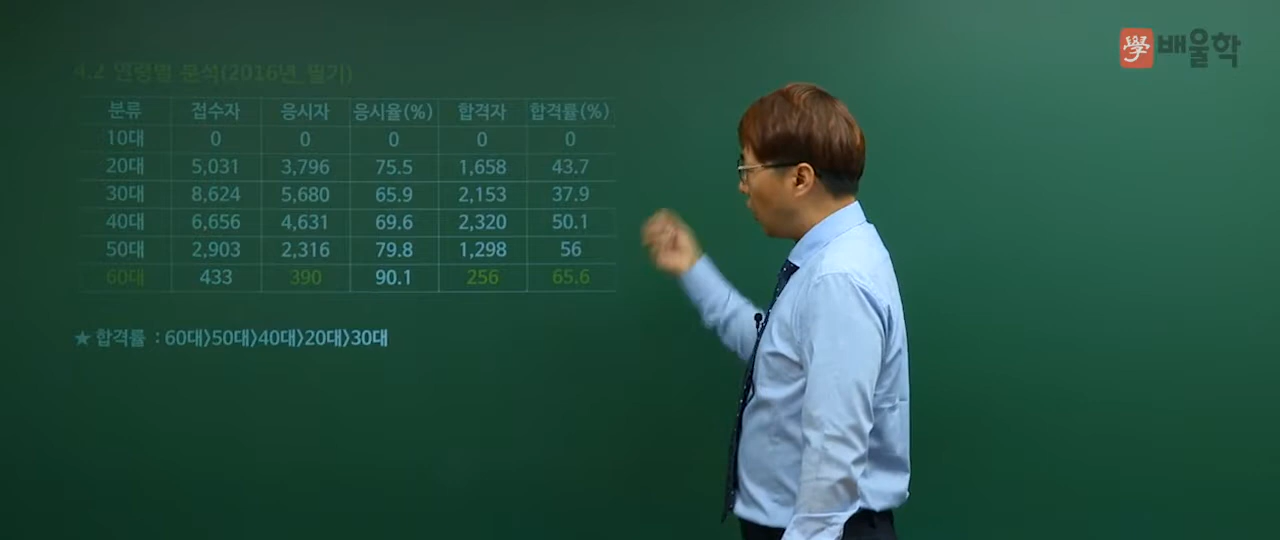 學 배울학
4.2 연령별 분석(2016년_필기)
분류 접수자 응시자 응시율(%) 합격자 합격률(%)
10대 0 0 0 0 0
20대 5,031 3,796 75.5 1,658 43.7
30대 8,624 5,680 65.9 2,153 37.9
40대 6,656 4,631 69.6 2,320 50.1
50대 2,903 2,316 79.8 1,298 56
60대 433 390 90.1 256 65.6
★ 합격률 : 60대>50대>40대>20대>30대